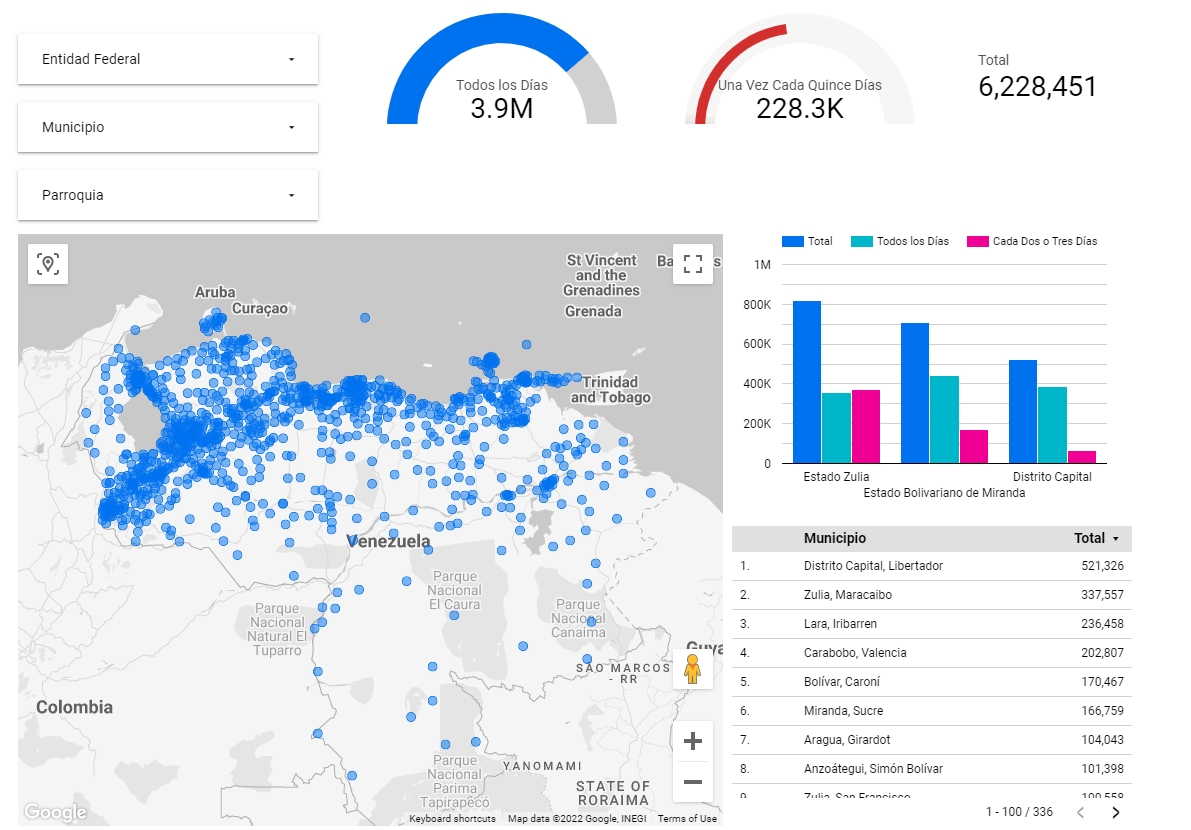 Entidad Federal
Municipio
Parroquia
Todos los Días
3.9M
Una Vez Cada Quince Días
228.3K
Total
6,228,451
Aruba
Curaçao
St Vincent
and the
Grenadines
Grenada
Trinidad
and Tobago
Venezuela
Parque
Nacional
El Caura
Parque
Nacional
Canaima
Parque
Nacional
Natural El
Tuparro
SÃO MARCOS
- RR
Colombia
YANOMAMI
Parque
Nacional
Parima
Tapirapecó
STATE OF
RORAIMA
Google
Keyboard shortcuts Map data ©2022 Google, INEGI Terms of Use
Total Todos los Días Cada Dos o Tres Días
1M
800K
600K
400K
200K
0
Estado Zulia Distrito Capital
Estado Bolivariano de Miranda
Municipio Total
1. Distrito Capital, Libertador 521,326
2. Zulia, Maracaibo 337,557
3. Lara, Iribarren 236,458
4. Carabobo, Valencia 202,807
5. Bolívar, Caroní 170,467
6. Miranda, Sucre 166,759
7. Aragua, Girardot 104,043
8. Anzoátegui, Simón Bolívar 101,398
9. Zulia, San Francisco 100,558
1 - 100 / 336